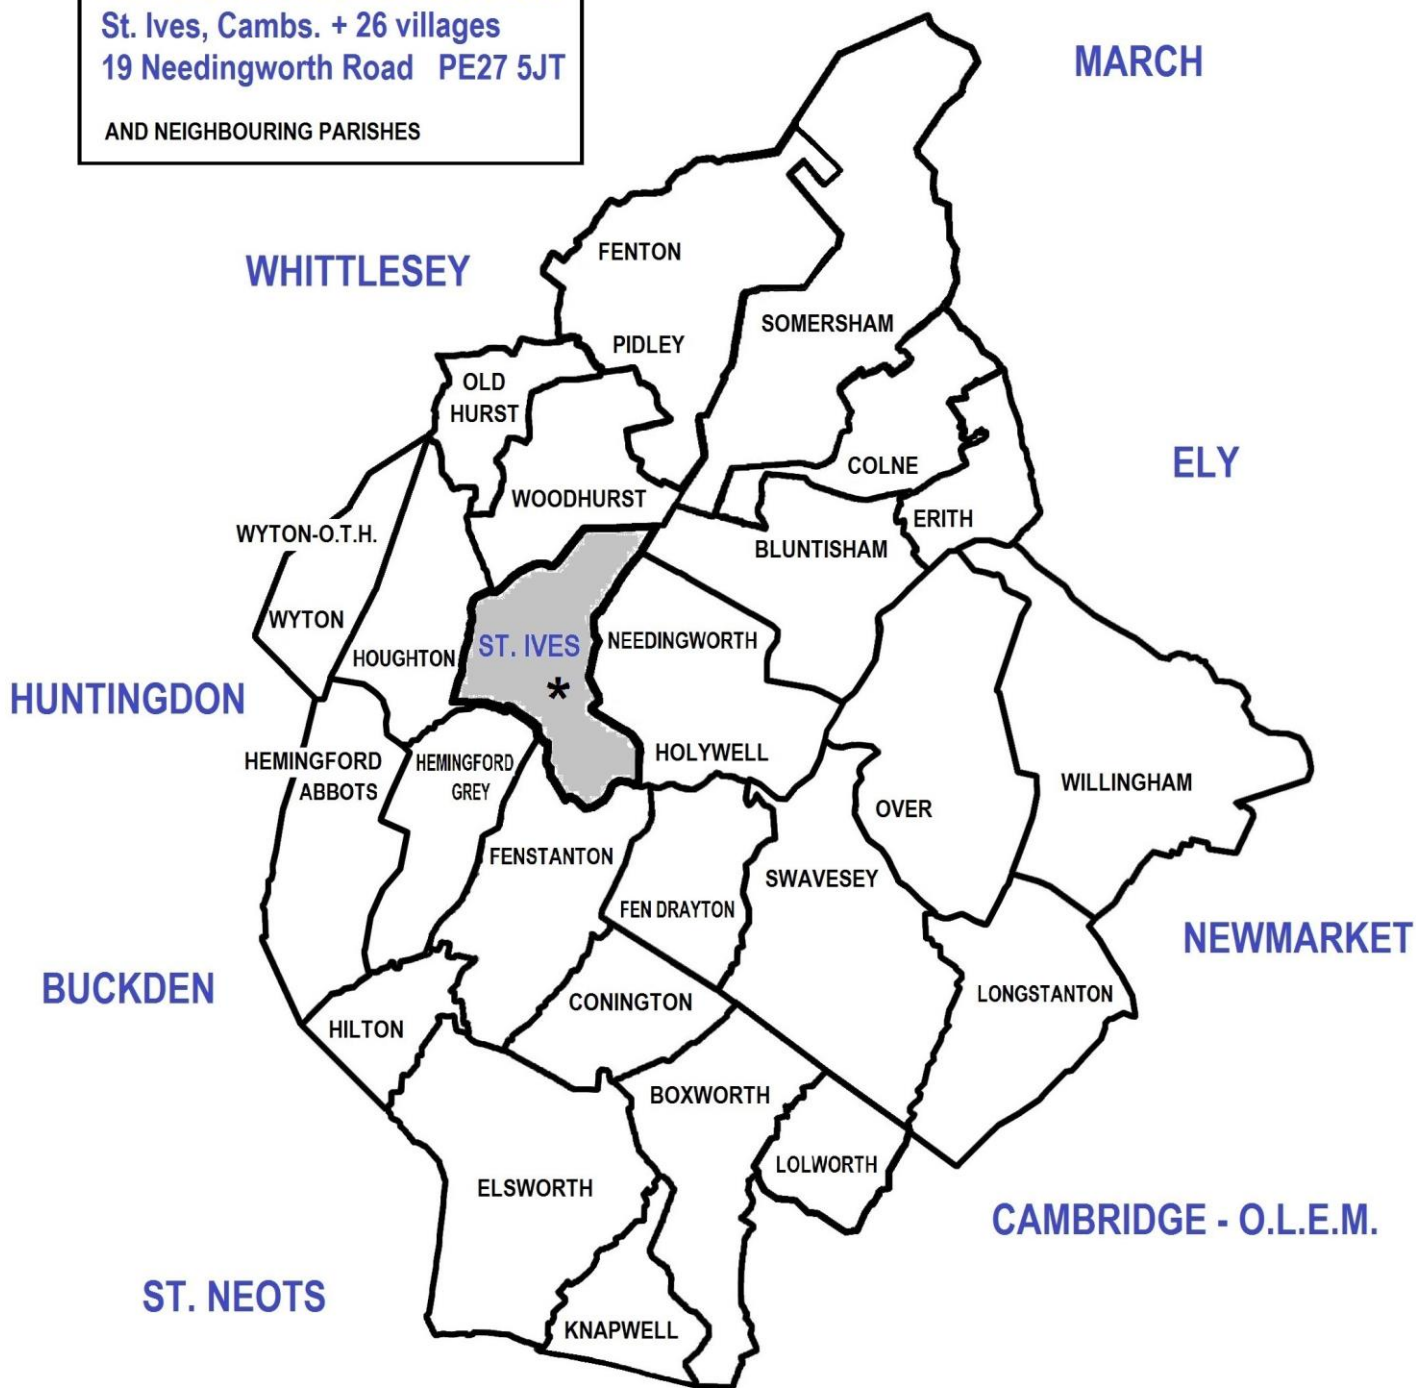 St. Ives, Cambs. + 26 villages
19 Needingworth Road PE27 5JT
AND NEIGHBOURING PARISHES
MARCH
WHITTLESEY
FENTON
SOMERSHAM
PIDLEY
OLD
HURST
ELY
COLNE
WOODHURST
ERITH
WYTON-O.T.H.
BLUNTISHAM
WYTON
NEEDINGWORTH
ST. IVES
*
HOUGHTON
HUNTINGDON
HOLYWELL
HEMINGFORD
ABBOTS
HEMINGFORD
GREY
WILLINGHAM
OVER
FENSTANTON
SWAVESEY
FEN DRAYTON
NEWMARKET
BUCKDEN
LONGSTANTON
CONINGTON
HILTON
BOXWORTH
LOLWORTH
ELSWORTH
CAMBRIDGE - O.L.E.M.
ST. NEOTS
KNAPWELL